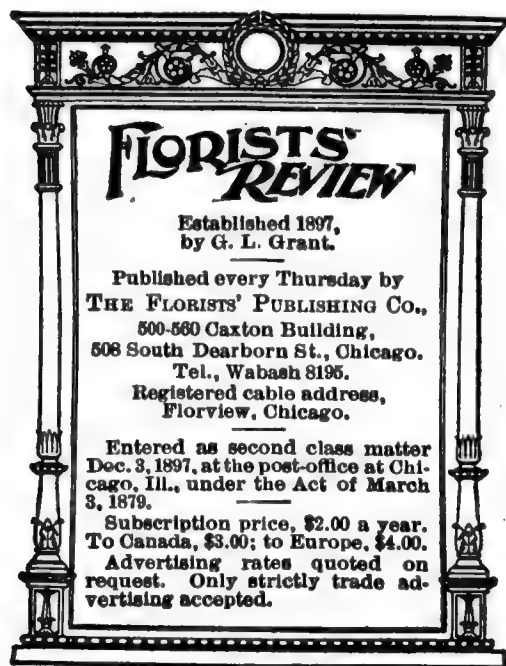 FLORISTS'
REVIEW
Established 1897,
by G. L. Grant.
Published every Thursday by
THE FLORISTS' PUBLISHING CO.,
500-560 Caxton Building,
508 South Dearborn St., Chicago.
Tel., Wabash 8195.
Registered cable address,
Florview, Chicago.
Entered as second class matter
Dec. 3, 1897, at the post-office at Chi-
cago, Ill., under the Act of March
3, 1879.
Subscription price, $2.00 a year.
To Canada, $3.00; to Europe, $4.00.
Advertising rates quoted on
request. Only strictly trade ad-
vertising accepted.